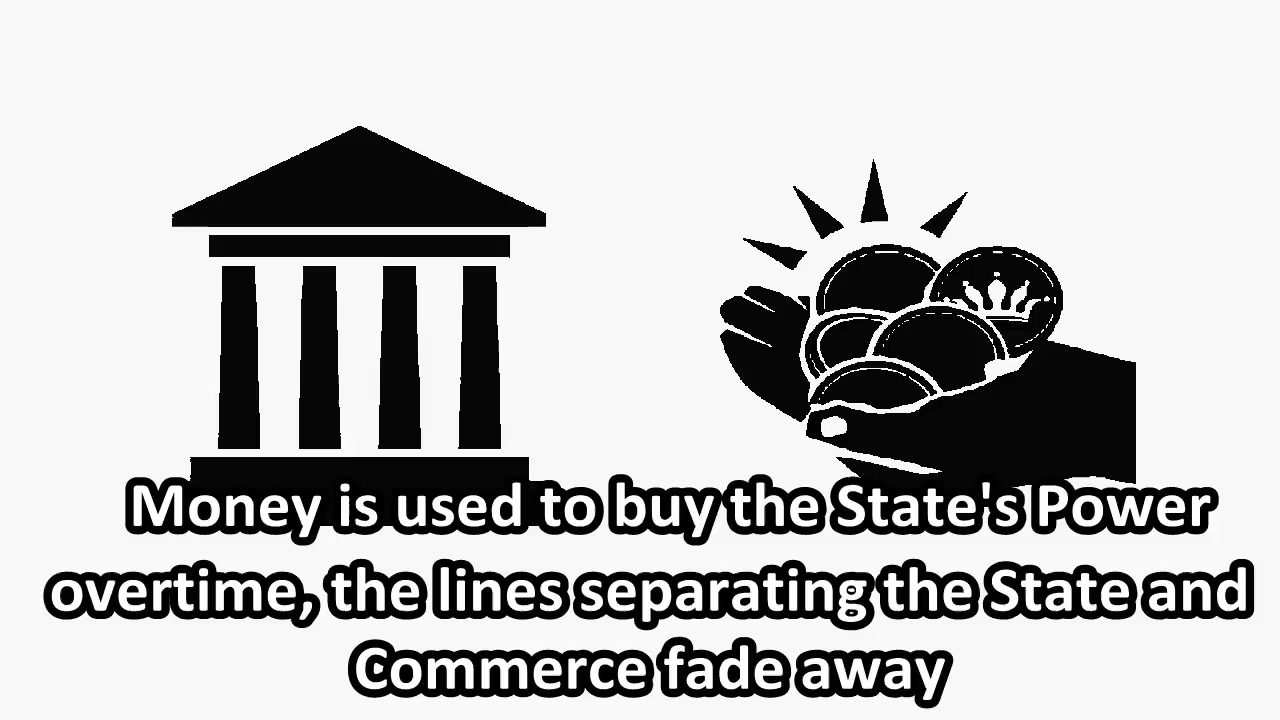 Money is used to buy the State's Power
overtime, the lines separating the State and
Commerce fade away